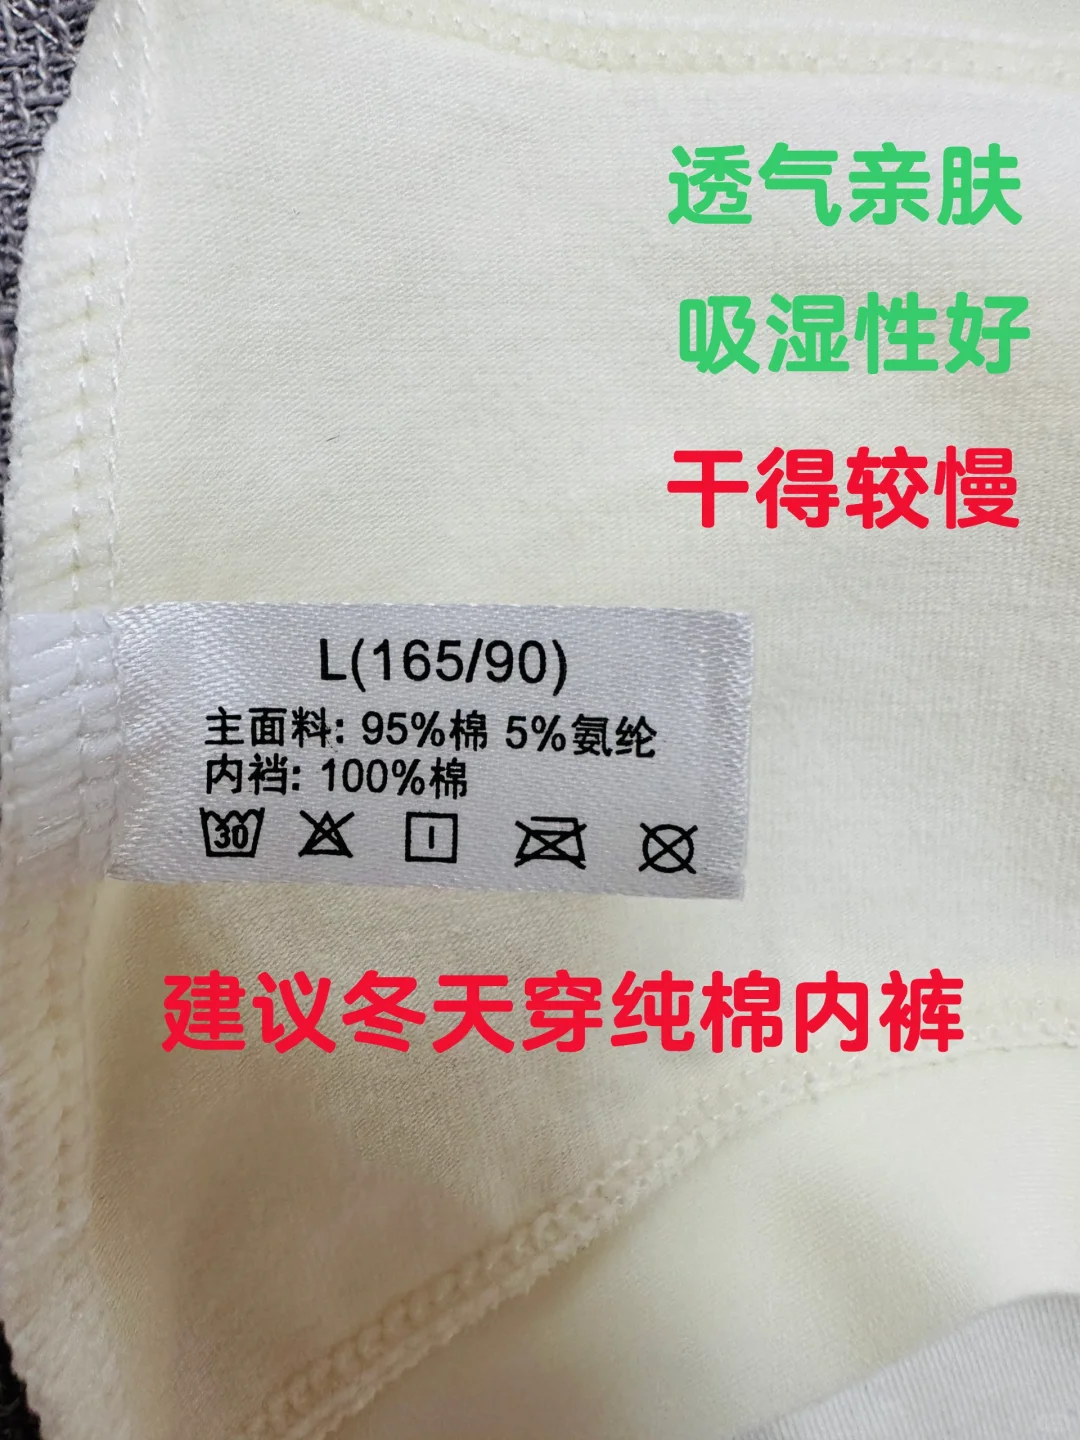 透气亲肤
吸湿性好
干得较慢
L(165/90)
主面料: 95%棉 5%氨纶
内裆: 100%棉
30
建议冬天穿纯棉内裤